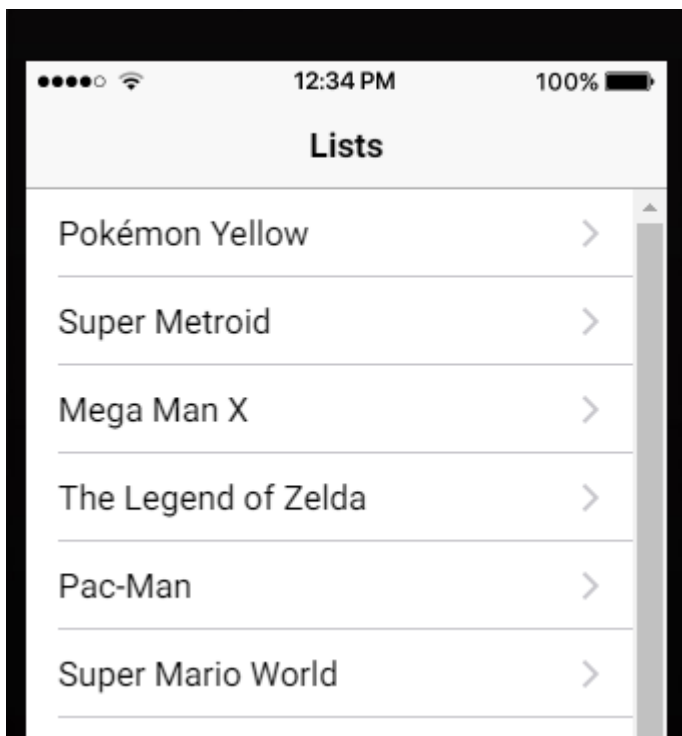 12:34 PM 100%
Lists
Pokémon Yellow
Super Metroid
Mega Man X
The Legend of Zelda
Pac-Man
Super Mario World